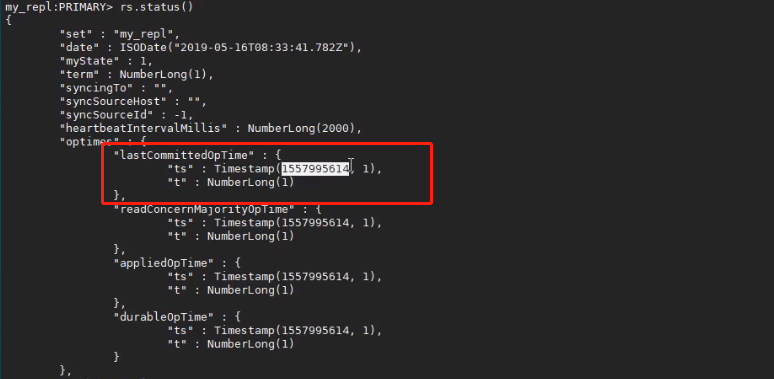 my_repl:PRIMARY> rs.status()
{
"set" : "my_repl",
"date" : ISODate("2019-05-16T08:33:41.782Z"),
"myState" : 1,
"term" : NumberLong(1),
"syncingTo" : "",
"syncSourceHost" : "",
"syncSourceId" : -1,
"heartbeatIntervalMillis" : NumberLong(2000),
"optimes" : {
"lastCommittedOpTime" : {
"ts" : Timestamp(1557995614, 1),
"t" : NumberLong(1)
},
"readConcernMajorityOpTime" : {
"ts" : Timestamp(1557995614, 1),
"t" : NumberLong(1)
},
"appliedOpTime" : {
"ts" : Timestamp(1557995614, 1),
"t" : NumberLong(1)
},
"durableOpTime" : {
"ts" : Timestamp(1557995614, 1),
"t" : NumberLong(1)
}
},